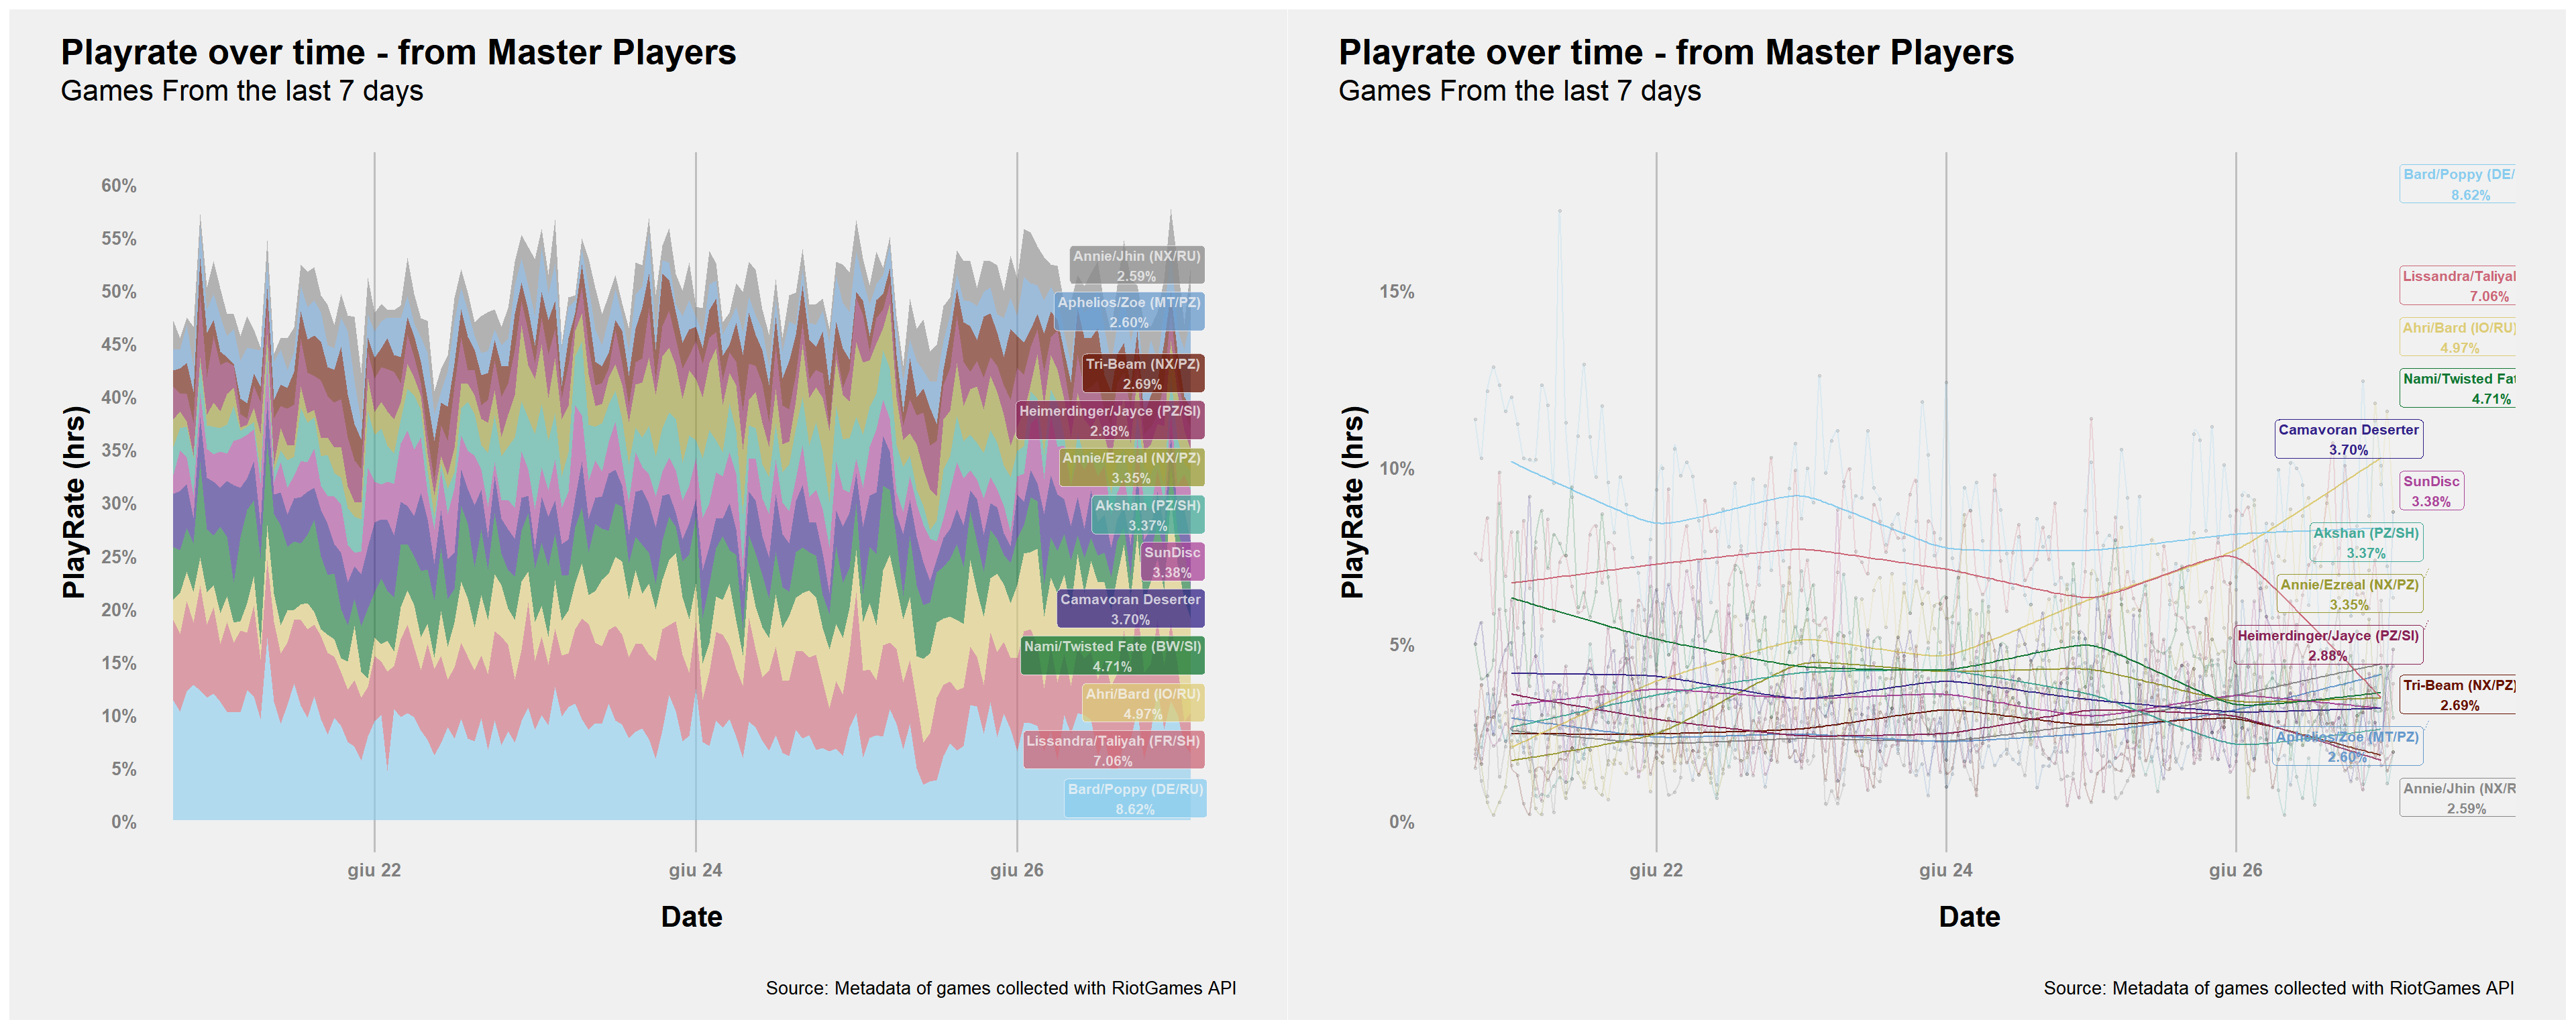 Playrate over time - from Master Players
Games From the last 7 days
PlayRate (hrs)
60%
55%
50%
45%
40%
35%
30%
25%
20%
15%
10%
5%
0%
Annie/Jhin (NX/RU)
2.59%
Aphelios/Zoe (MT/PZ)
2.60%
Tri-Beam (NX/PZ)
2.69%
Heimerdinger/Jayce (PZ/SI)
2.88%
Annie/Ezreal (NX/PZ)
3.35%
Akshan (PZ/SH)
3.37%
SunDisc
3.38%
Camavoran Deserter
3.70%
Nami/Twisted Fate (BW/SI)
4.71%
Ahri/Bard (IO/RU)
4.97%
Lissandra/Taliyah (FR/SH)
7.06%
Bard/Poppy (DE/RU)
8.62%
giu 22
giu 24
giu 26
Date
Source: Metadata of games collected with RiotGames API
Playrate over time - from Master Players
Games From the last 7 days
PlayRate (hrs)
15%
10%
5%
0%
Bard/Poppy (DE/
8.62%
Lissandra/Taliyah
7.06%
Ahri/Bard (IO/RU)
4.97%
Nami/Twisted Fat
4.71%
Camavoran Deserter
3.70%
SunDisc
3.38%
Akshan (PZ/SH)
3.37%
Annie/Ezreal (NX/PZ)
3.35%
Heimerdinger/Jayce (PZ/SI)
2.88%
Tri-Beam (NX/PZ)
2.69%
Aphelios/Zoe (MT/PZ)
2.60%
Annie/Jhin (NX/R
2.59%
giu 22
giu 24
giu 26
Date
Source: Metadata of games collected with RiotGames API